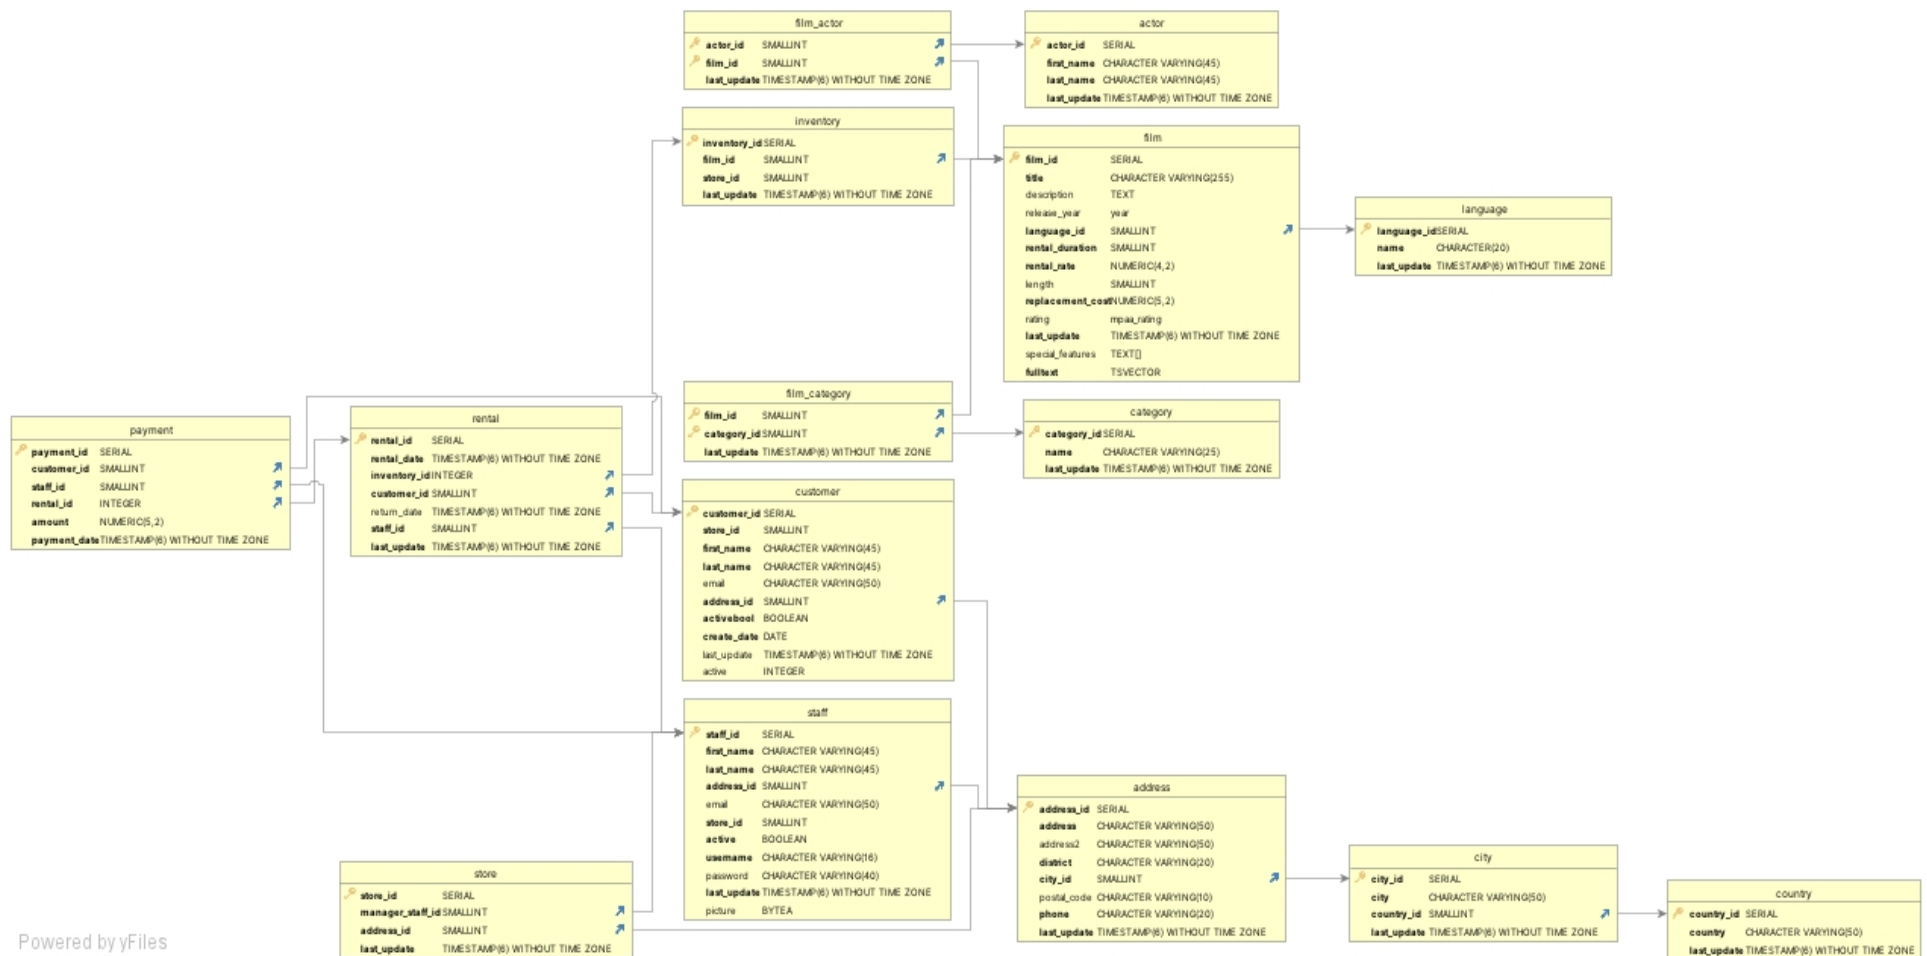 film_actor
actor_id SMALLINT
film_id SMALLINT
last_update TIMESTAMP(6) WITHOUT TIME ZONE
actor
actor_id SERIAL
first_name CHARACTER VARYING(45)
last_name CHARACTER VARYING(45)
last_update TIMESTAMP(6) WITHOUT TIME ZONE
inventory
inventory_id SERIAL
film_id SMALLINT
store_id SMALLINT
last_update TIMESTAMP(6) WITHOUT TIME ZONE
film
film_id SERIAL
title CHARACTER VARYING(255)
description TEXT
release_year year
language_id SMALLINT
rental_duration SMALLINT
rental_rate NUMERIC(4,2)
length SMALLINT
replacement_cost NUMERIC(5,2)
rating mpaa_rating
last_update TIMESTAMP(6) WITHOUT TIME ZONE
special_features TEXT[]
fulltext TSVECTOR
language
language_id SERIAL
name CHARACTER(20)
last_update TIMESTAMP(6) WITHOUT TIME ZONE
film_category
film_id SMALLINT
category_id SMALLINT
last_update TIMESTAMP(6) WITHOUT TIME ZONE
category
category_id SERIAL
name CHARACTER VARYING(25)
last_update TIMESTAMP(6) WITHOUT TIME ZONE
payment
payment_id SERIAL
customer_id SMALLINT
staff_id SMALLINT
rental_id INTEGER
amount NUMERIC(5,2)
payment_date TIMESTAMP(6) WITHOUT TIME ZONE
rental
rental_id SERIAL
rental_date TIMESTAMP(6) WITHOUT TIME ZONE
inventory_id INTEGER
customer_id SMALLINT
return_date TIMESTAMP(6) WITHOUT TIME ZONE
staff_id SMALLINT
last_update TIMESTAMP(6) WITHOUT TIME ZONE
customer
customer_id SERIAL
store_id SMALLINT
first_name CHARACTER VARYING(45)
last_name CHARACTER VARYING(45)
email CHARACTER VARYING(50)
address_id SMALLINT
activebool BOOLEAN
create_date DATE
last_update TIMESTAMP(6) WITHOUT TIME ZONE
active INTEGER
staff
staff_id SERIAL
first_name CHARACTER VARYING(45)
last_name CHARACTER VARYING(45)
address_id SMALLINT
email CHARACTER VARYING(50)
store_id SMALLINT
active BOOLEAN
username CHARACTER VARYING(16)
password CHARACTER VARYING(40)
last_update TIMESTAMP(6) WITHOUT TIME ZONE
picture BYTEA
store
store_id SERIAL
manager_staff_id SMALLINT
address_id SMALLINT
last_update TIMESTAMP(6) WITHOUT TIME ZONE
address
address_id SERIAL
address CHARACTER VARYING(50)
address2 CHARACTER VARYING(50)
district CHARACTER VARYING(20)
city_id SMALLINT
postal_code CHARACTER VARYING(10)
phone CHARACTER VARYING(20)
last_update TIMESTAMP(6) WITHOUT TIME ZONE
city
city_id SERIAL
city CHARACTER VARYING(50)
country_id SMALLINT
last_update TIMESTAMP(6) WITHOUT TIME ZONE
country
country_id SERIAL
country CHARACTER VARYING(50)
last_update TIMESTAMP(6) WITHOUT TIME ZONE
Powered by yFiles